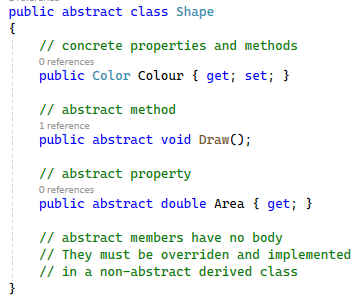 public abstract class Shape
{
// concrete properties and methods
0 references
public Color Colour { get; set; }
// abstract method
1 reference
public abstract void Draw();
// abstract property
0 references
public abstract double Area { get; }
// abstract members have no body
// They must be overriden and implemented
// in a non-abstract derived class
}